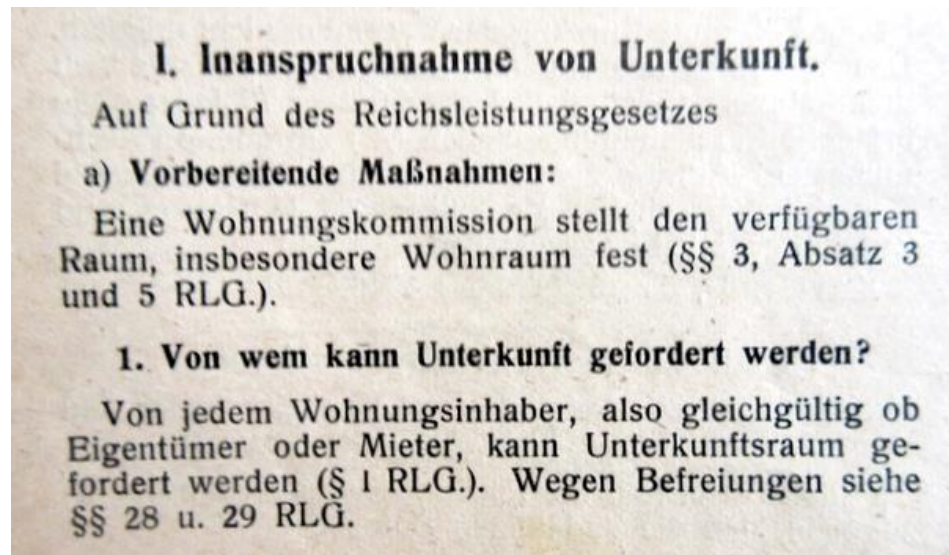 I. Inanspruchnahme von Unterkunft.
Auf Grund des Reichsleistungsgesetzes
a) Vorbereitende Maßnahmen:
Eine Wohnungskommission stellt den verfügbaren
Raum, insbesondere Wohnraum fest (§§ 3, Absatz 3
und 5 RLG.).
1. Von wem kann Unterkunft gefordert werden?
Von jedem Wohnungsinhaber, also gleichgültig ob
Eigentümer oder Mieter, kann Unterkunftsraum ge-
fordert werden (§ 1 RLG.). Wegen Befreiungen siehe
§§ 28 u. 29 RLG.